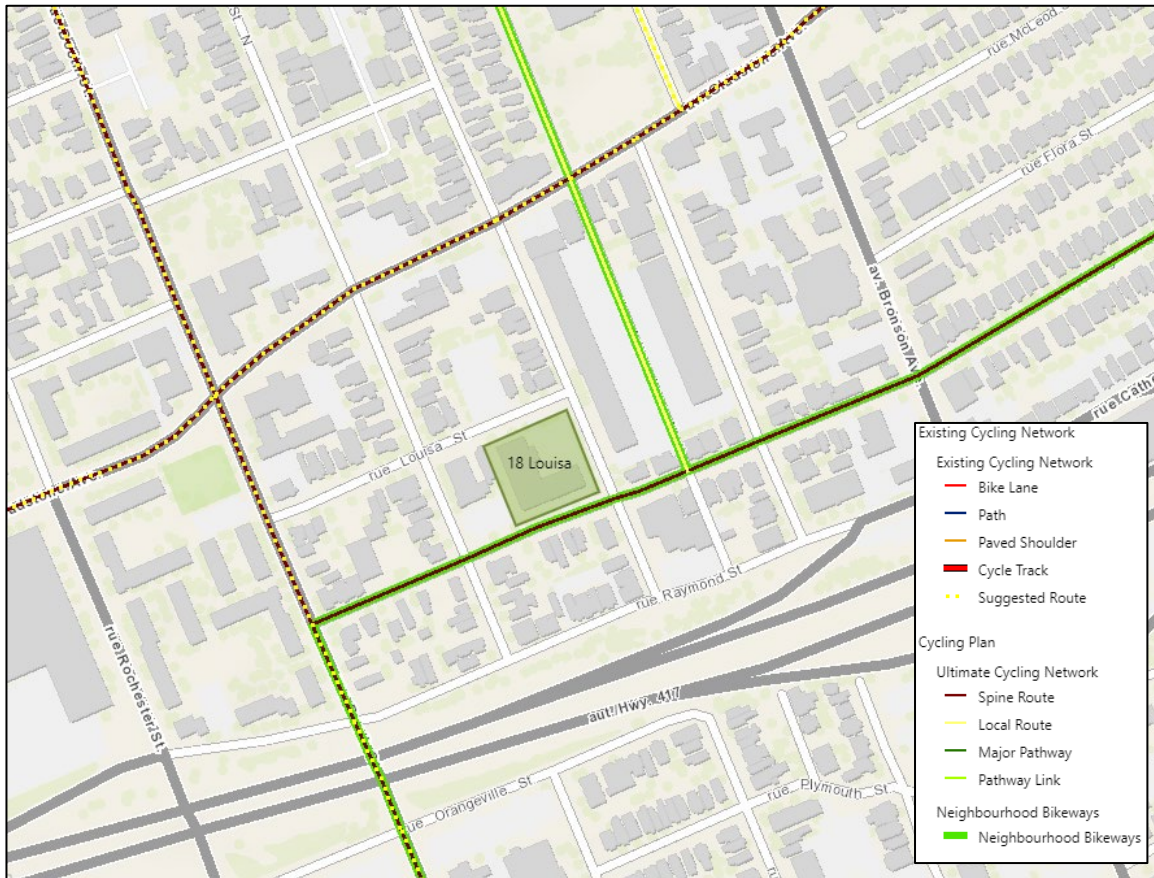 St. N
rue McLeod
rue Flora St
av. Bronson Ave.
rue Louisa St
18 Louisa
rue Cath
rue Raymond St
rue Rochester St.
aut. Hwy. 417
rue Orangeville St
rue Plymouth St
Existing Cycling Network
Existing Cycling Network
Bike Lane
Path
Paved Shoulder
Cycle Track
Suggested Route
Cycling Plan
Ultimate Cycling Network
Spine Route
Local Route
Major Pathway
Pathway Link
Neighbourhood Bikeways
Neighbourhood Bikeways